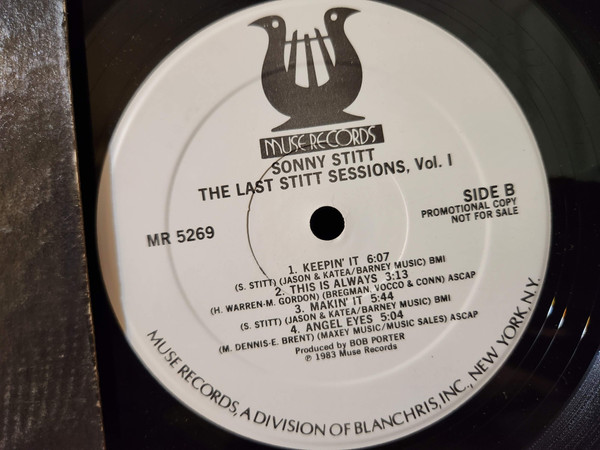 MUSE RECORDS
SONNY STITT
THE LAST STITT SESSIONS, Vol. I
MR 5269
SIDE B
PROMOTIONAL COPY
NOT FOR SALE
1. KEEPIN' IT 6:07
(S. STITT) (JASON & KATEA/BARNEY MUSIC) BMI
2. THIS IS ALWAYS 3:13
(H. WARREN-M. GORDON) (BREGMAN, VOCCO & CONN) ASCAP
3. MAKIN' IT 5:44
(S. STITT) (JASON & KATEA/BARNEY MUSIC) BMI
4. ANGEL EYES 5:04
(M. DENNIS-E. BRENT) (MAXEY MUSIC/MUSIC SALES) ASCAP
Produced by BOB PORTER
℗ 1983 Muse Records
MUSE RECORDS, A DIVISION OF BLANCHRIS, INC., NEW YORK, N.Y.